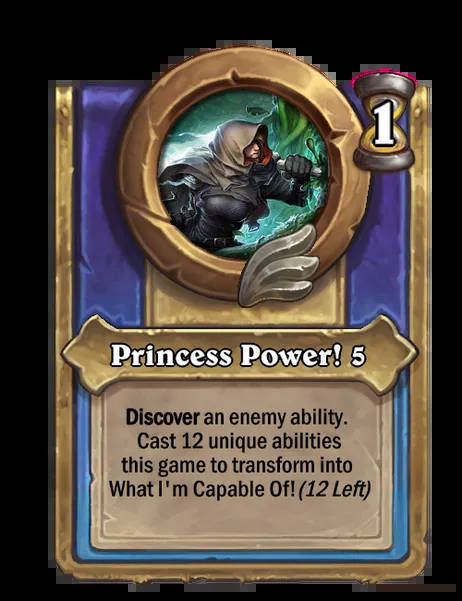 1
Princess Power! 5
Discover an enemy ability.
Cast 12 unique abilities
this game to transform into
What I'm Capable Of! (12 Left)